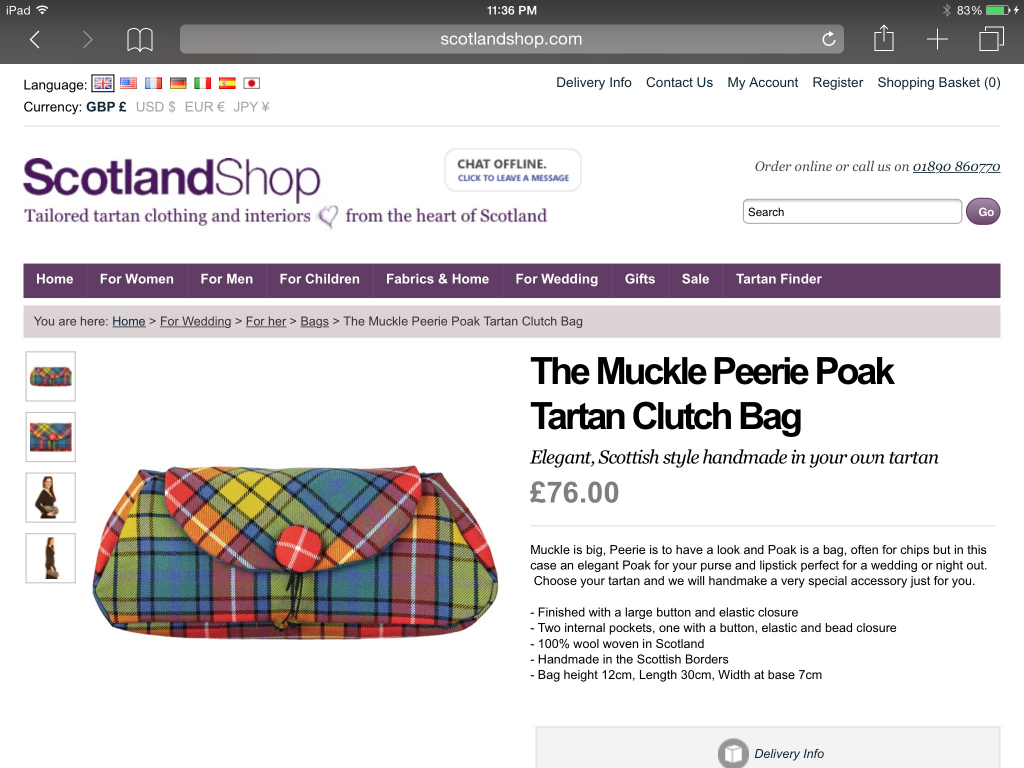 iPad
11:36 PM
83%
scotlandshop.com
Language:
Delivery Info Contact Us My Account Register Shopping Basket (0)
Currency: GBP £ USD $ EUR € JPY ¥
ScotlandShop
Tailored tartan clothing and interiors from the heart of Scotland
CHAT OFFLINE.
CLICK TO LEAVE A MESSAGE
Order online or call us on 01890 860770
Search
Go
Home For Women For Men For Children Fabrics & Home For Wedding Gifts Sale Tartan Finder
You are here: Home > For Wedding > For her > Bags > The Muckle Peerie Poak Tartan Clutch Bag
The Muckle Peerie Poak
Tartan Clutch Bag
Elegant, Scottish style handmade in your own tartan
£76.00
Muckle is big, Peerie is to have a look and Poak is a bag, often for chips but in this
case an elegant Poak for your purse and lipstick perfect for a wedding or night out.
Choose your tartan and we will handmake a very special accessory just for you.
- Finished with a large button and elastic closure
- Two internal pockets, one with a button, elastic and bead closure
- 100% wool woven in Scotland
- Handmade in the Scottish Borders
- Bag height 12cm, Length 30cm, Width at base 7cm
Delivery Info